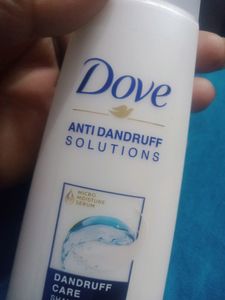 Dove
ANTI DANDRUFF
SOLUTIONS
MICRO
MOISTURE
SERUM
DANDRUFF
CARE